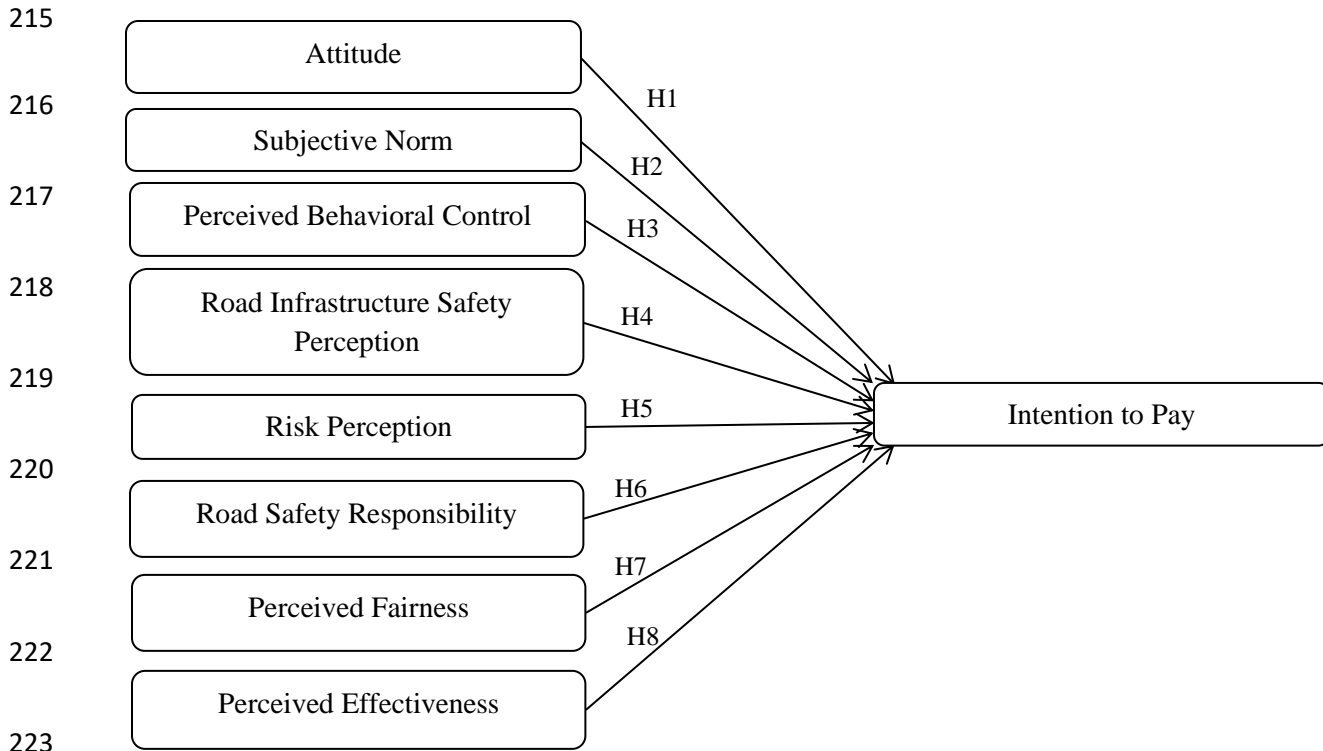 215
Attitude
216
H1
Subjective Norm
H2
217
Perceived Behavioral Control
H3
218
Road Infrastructure Safety
Perception
H4
219
Risk Perception
H5
Intention to Pay
220
Road Safety Responsibility
H6
221
Perceived Fairness
H7
222
Perceived Effectiveness
H8
223